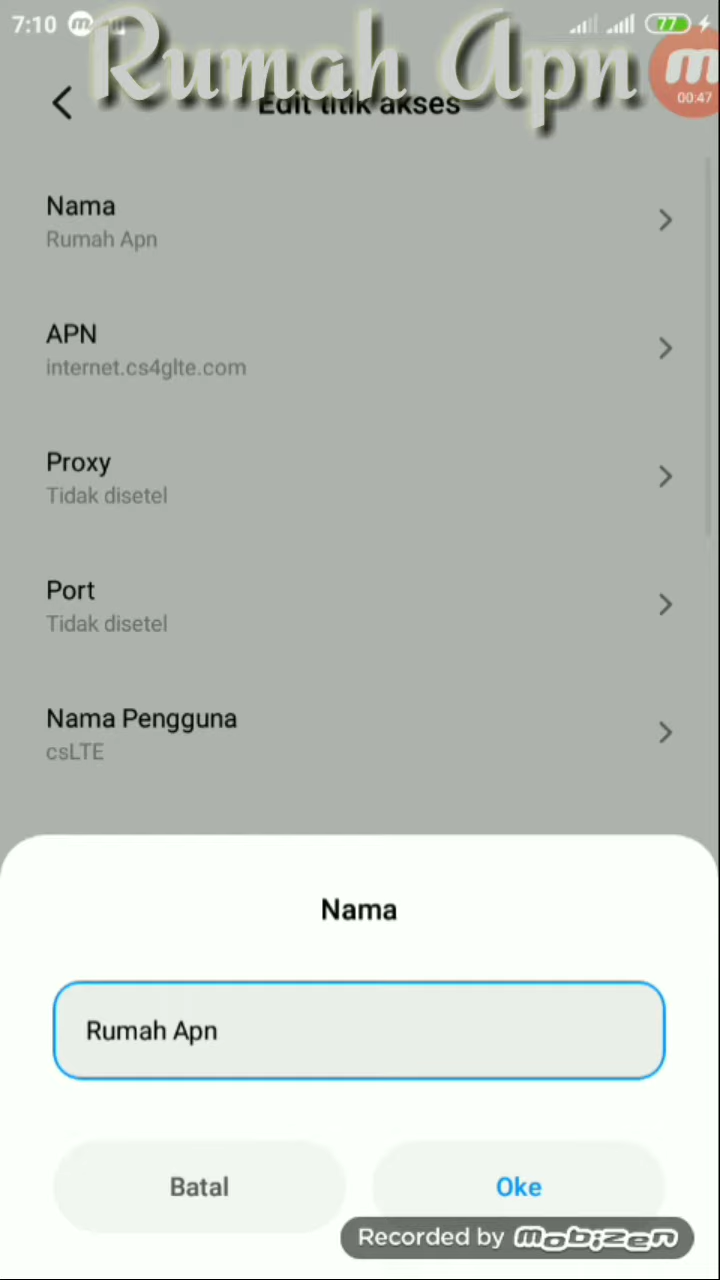 7:10
77
Rumah Apn
m
00:47
Edit titik akses
Nama
Rumah Apn
APN
internet.cs4glte.com
Proxy
Tidak disetel
Port
Tidak disetel
Nama Pengguna
csLTE
Nama
Rumah Apn
Batal
Oke
Recorded by mobizen